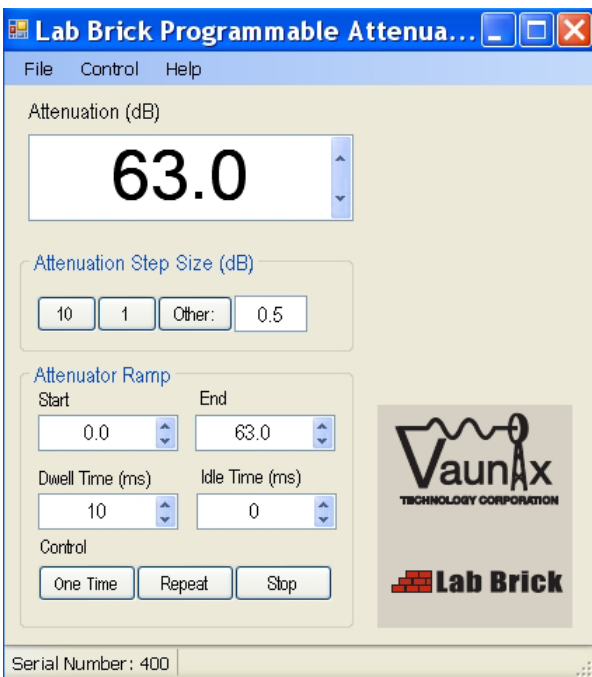 Lab Brick Programmable Attenua...
File Control Help
Attenuation (dB)
63.0
Attenuation Step Size (dB)
10 1 Other: 0.5
Attenuator Ramp
Start End
0.0 63.0
Dwell Time (ms) Idle Time (ms)
10 0
Control
One Time Repeat Stop
Vaunix
TECHNOLOGY CORPORATION
Lab Brick
Serial Number: 400